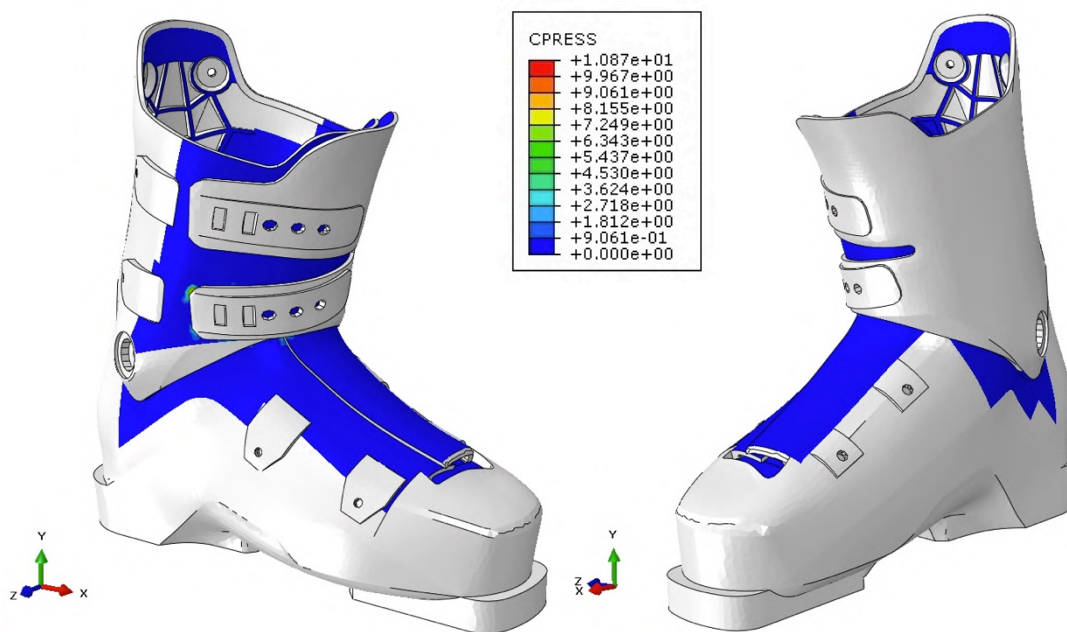 CPRESS
+1.087e+01
+9.967e+00
+9.061e+00
+8.155e+00
+7.249e+00
+6.343e+00
+5.437e+00
+4.530e+00
+3.624e+00
+2.718e+00
+1.812e+00
+9.061e-01
+0.000e+00
Y
Z
X
Y
Z
X